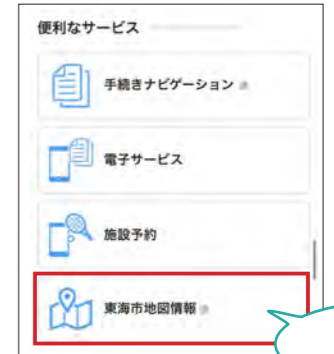 便利なサービス
手続きナビゲーション
電子サービス
施設予約
東海市地図情報